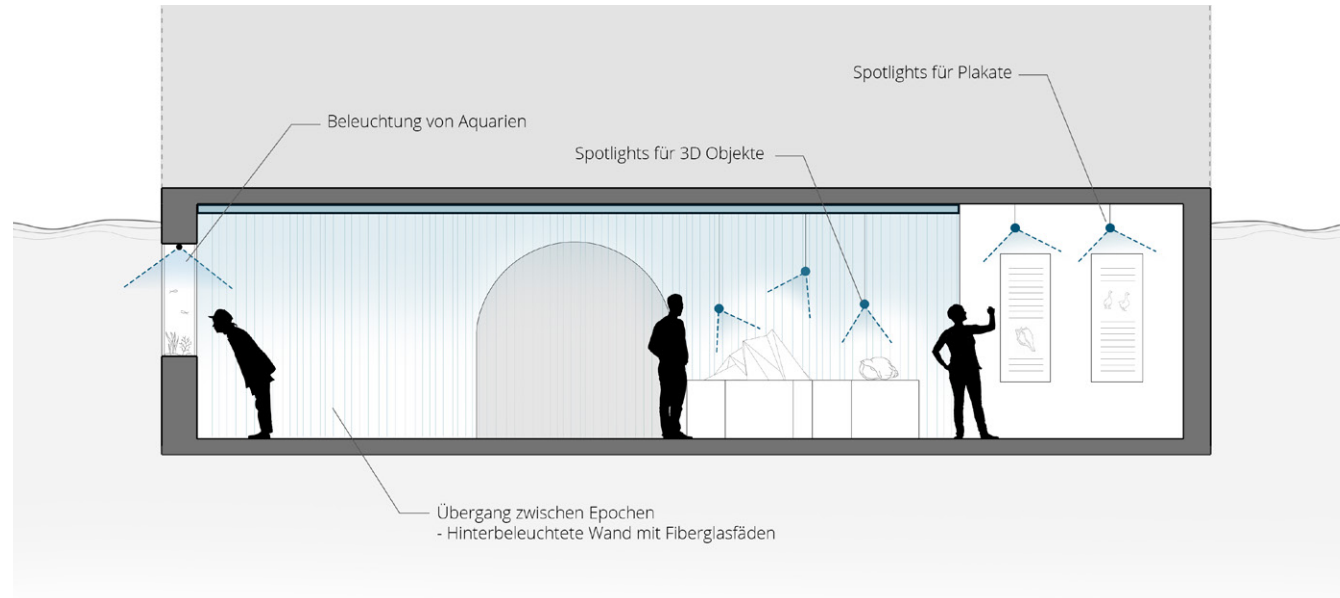 Spotlights für Plakate
Beleuchtung von Aquarien
Spotlights für 3D Objekte
Übergang zwischen Epochen
- Hinterbeleuchtete Wand mit Fiberglasfäden